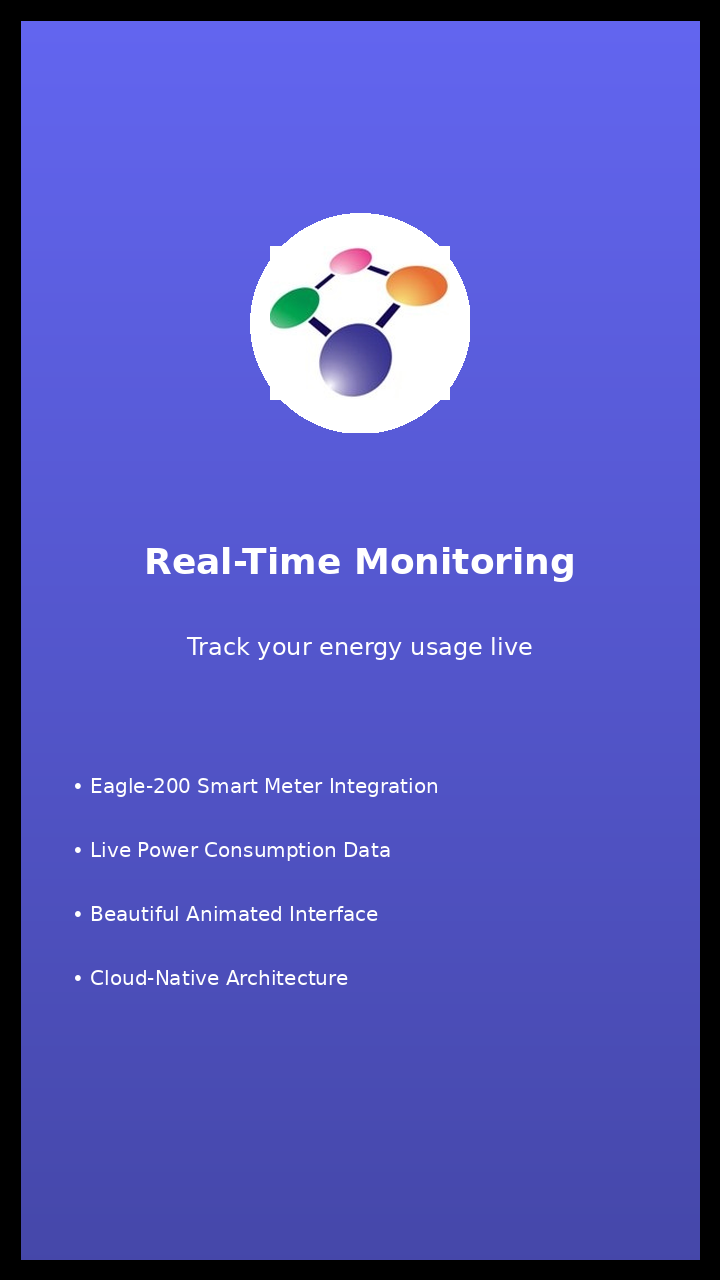 Real-Time Monitoring
Track your energy usage live
• Eagle-200 Smart Meter Integration
• Live Power Consumption Data
• Beautiful Animated Interface
• Cloud-Native Architecture